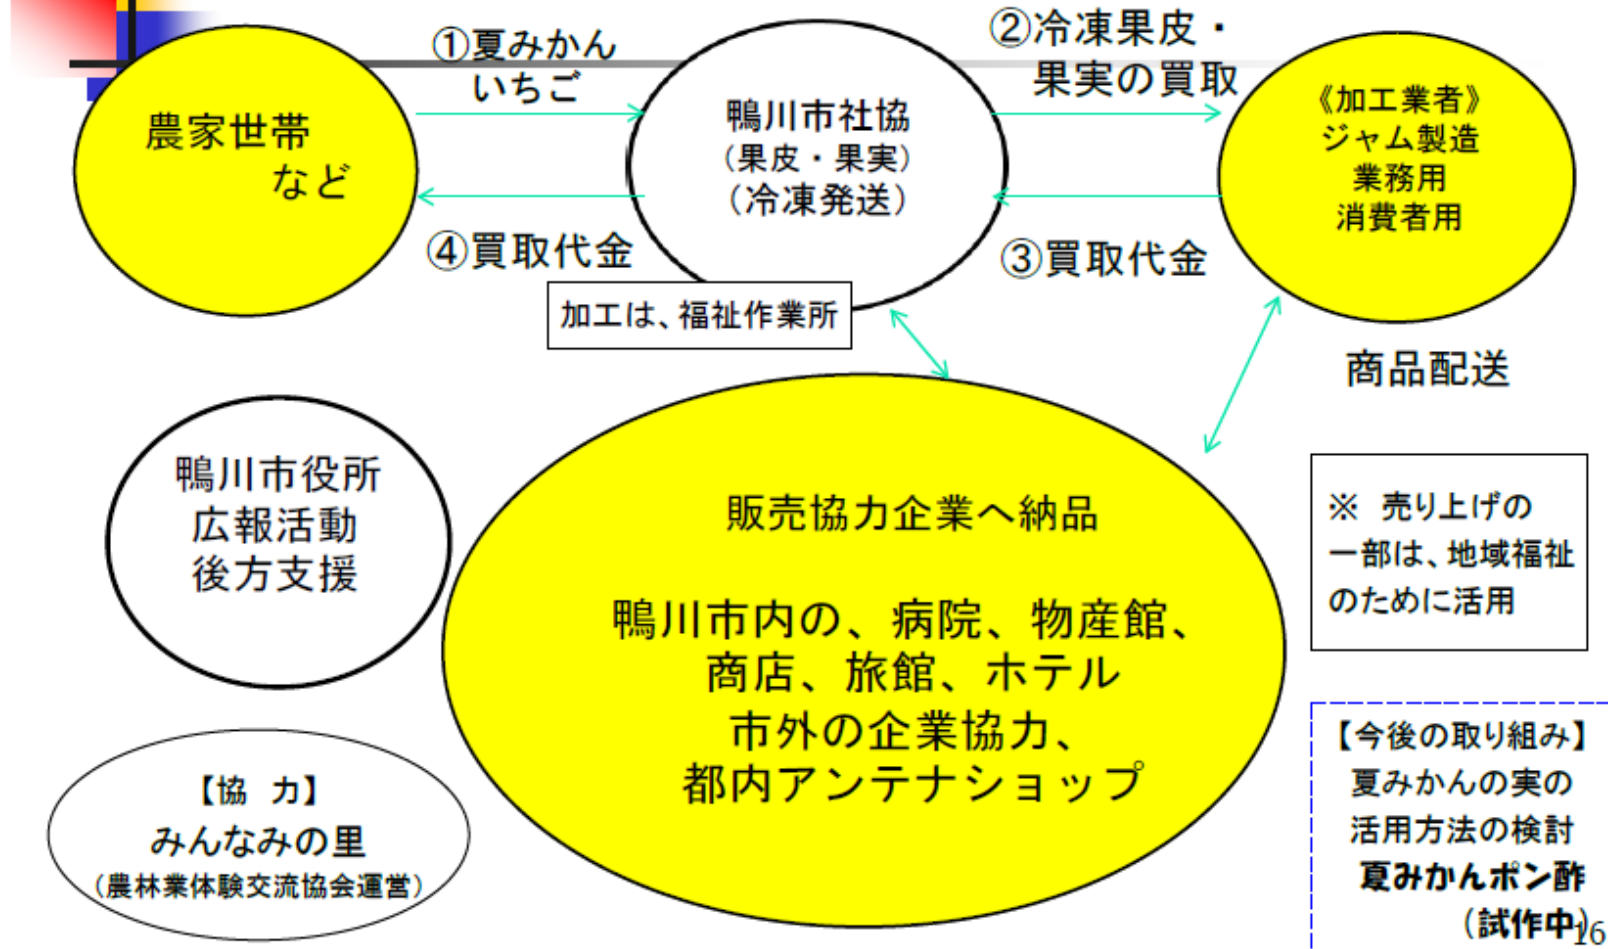 ①夏みかん
いちご
②冷凍果皮・
果実の買取
農家世帯
など
鴨川市社協
(果皮・果実)
(冷凍発送)
《加工業者》
ジャム製造
業務用
消費者用
④買取代金
③買取代金
加工は、福祉作業所
商品配送
鴨川市役所
広報活動
後方支援
販売協力企業へ納品
鴨川市内の、病院、物産館、
商店、旅館、ホテル
市外の企業協力、
都内アンテナショップ
※ 売り上げの
一部は、地域福祉
のために活用
【協 力】
みんなみの里
(農林業体験交流協会運営)
【今後の取り組み】
夏みかんの実の
活用方法の検討
夏みかんポン酢
(試作中)
16